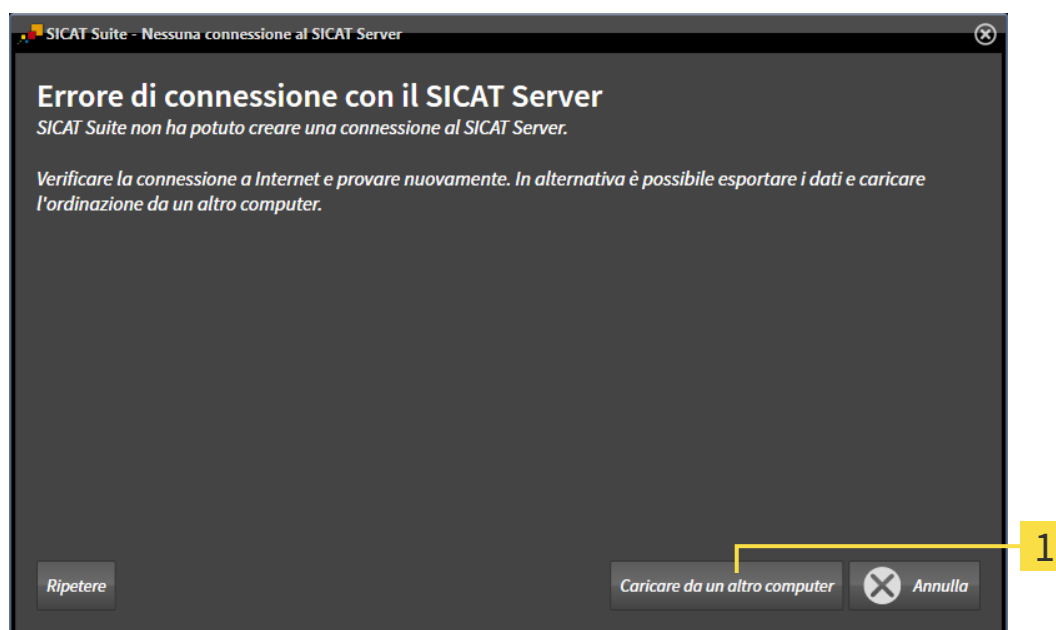 SICAT Suite - Nessuna connessione al SICAT Server
Errore di connessione con il SICAT Server
SICAT Suite non ha potuto creare una connessione al SICAT Server.
Verificare la connessione a Internet e provare nuovamente. In alternativa è possibile esportare i dati e caricare
l'ordinazione da un altro computer.
1
Ripetere
Caricare da un altro computer
Annulla